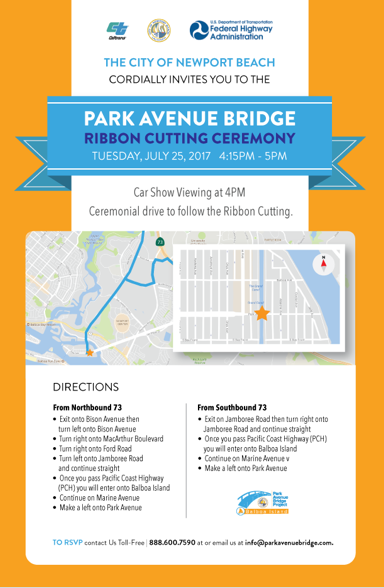 Caltrans
U.S. Department of Transportation
Federal Highway
Administration
THE CITY OF NEWPORT BEACH
CORDIALLY INVITES YOU TO THE
PARK AVENUE BRIDGE
RIBBON CUTTING CEREMONY
TUESDAY, JULY 25, 2017 4:15PM - 5PM
Car Show Viewing at 4PM
Ceremonial drive to follow the Ribbon Cutting.
73
N
DIRECTIONS
From Northbound 73
• Exit onto Bison Avenue then
turn left onto Bison Avenue
• Turn right onto MacArthur Boulevard
• Turn right onto Ford Road
• Turn left onto Jamboree Road
and continue straight
• Once you pass Pacific Coast Highway
(PCH) you will enter onto Balboa Island
• Continue on Marine Avenue
• Make a left onto Park Avenue
From Southbound 73
• Exit on Jamboree Road then turn right onto
Jamboree Road and continue straight
• Once you pass Pacific Coast Highway (PCH)
you will enter onto Balboa Island
• Continue on Marine Avenue v
• Make a left onto Park Avenue
Park
Avenue
Bridge
Project
Balboa Island
TO RSVP contact Us Toll-Free | 888.600.7590 at or email us at info@parkavenuebridge.com.